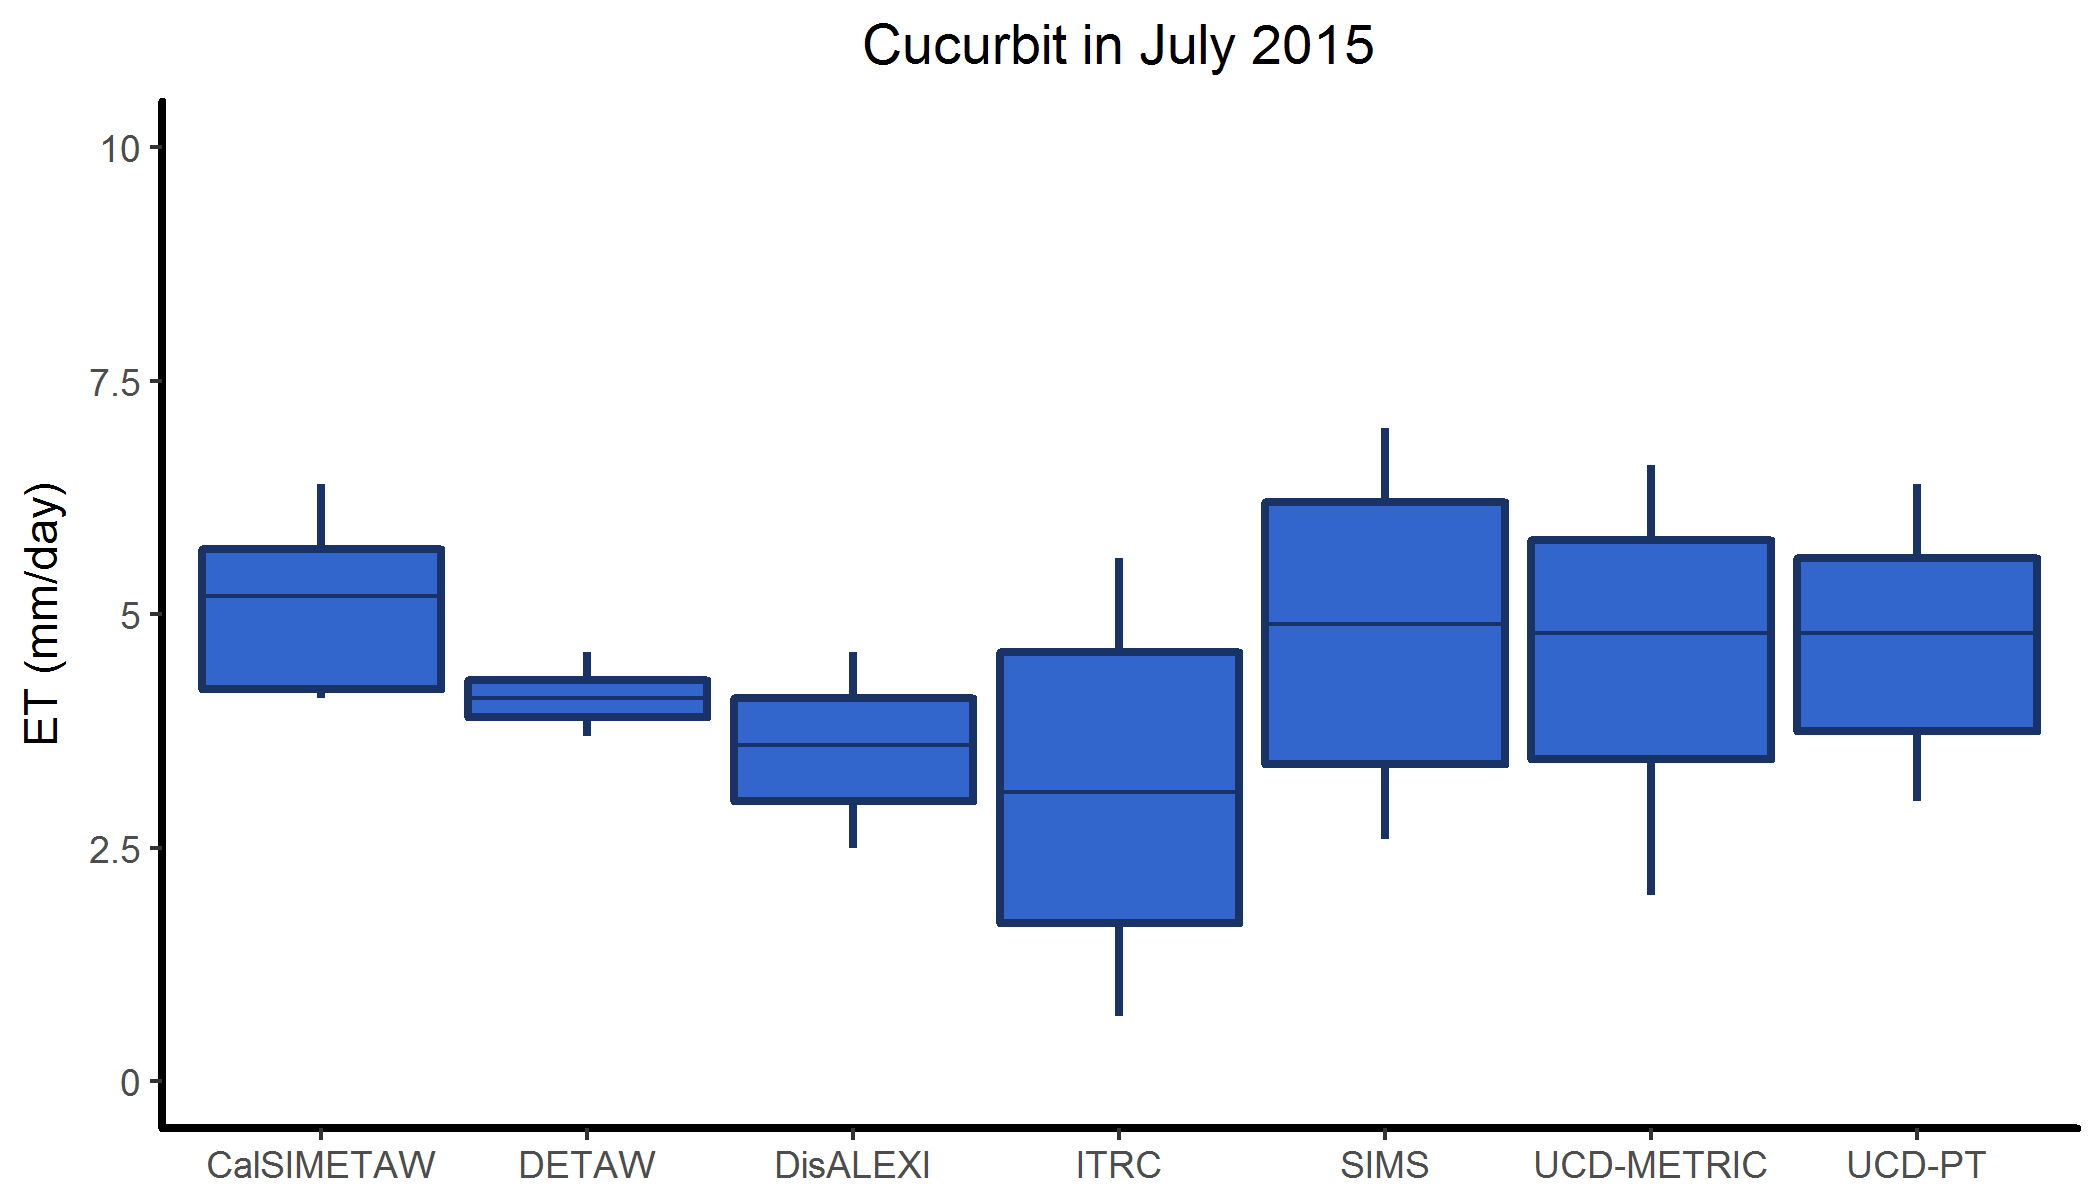 Cucurbit in July 2015
ET (mm/day)
10
7.5
5
2.5
0
CalSIMETAW DETAW DisALEXI ITRC SIMS UCD-METRIC UCD-PT